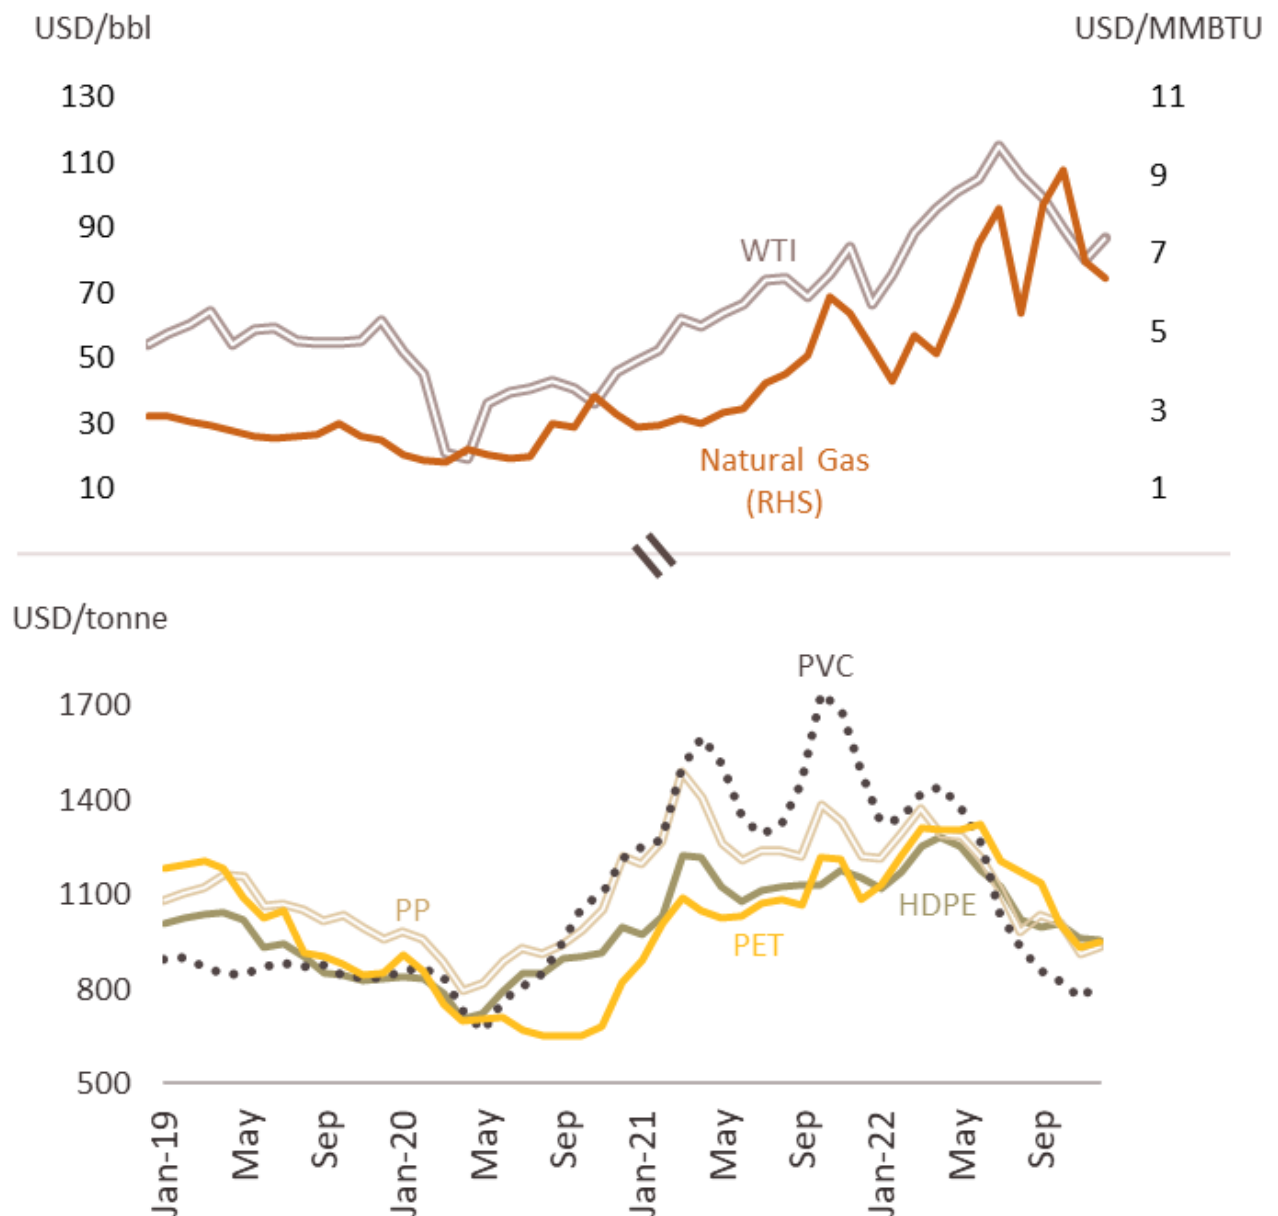 USD/bbl
USD/MMBTU
130
110
90
70
50
30
10
11
9
7
5
3
1
WTI
Natural Gas
(RHS)
USD/tonne
1700
1400
1100
800
500
PVC
PP
HDPE
PET
Jan-19
May
Sep
Jan-20
May
Sep
Jan-21
May
Sep
Jan-22
May
Sep